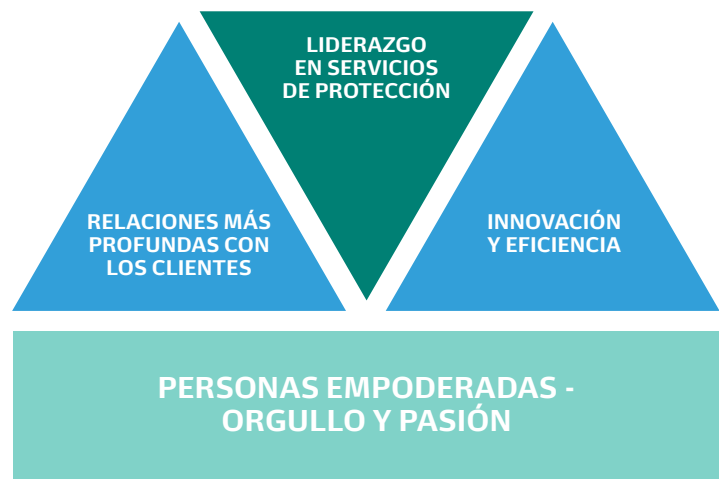 LIDERAZGO
EN SERVICIOS
DE PROTECCIÓN
RELACIONES MÁS
PROFUNDAS CON
LOS CLIENTES
INNOVACIÓN
Y EFICIENCIA
PERSONAS EMPODERADAS -
ORGULLO Y PASIÓN